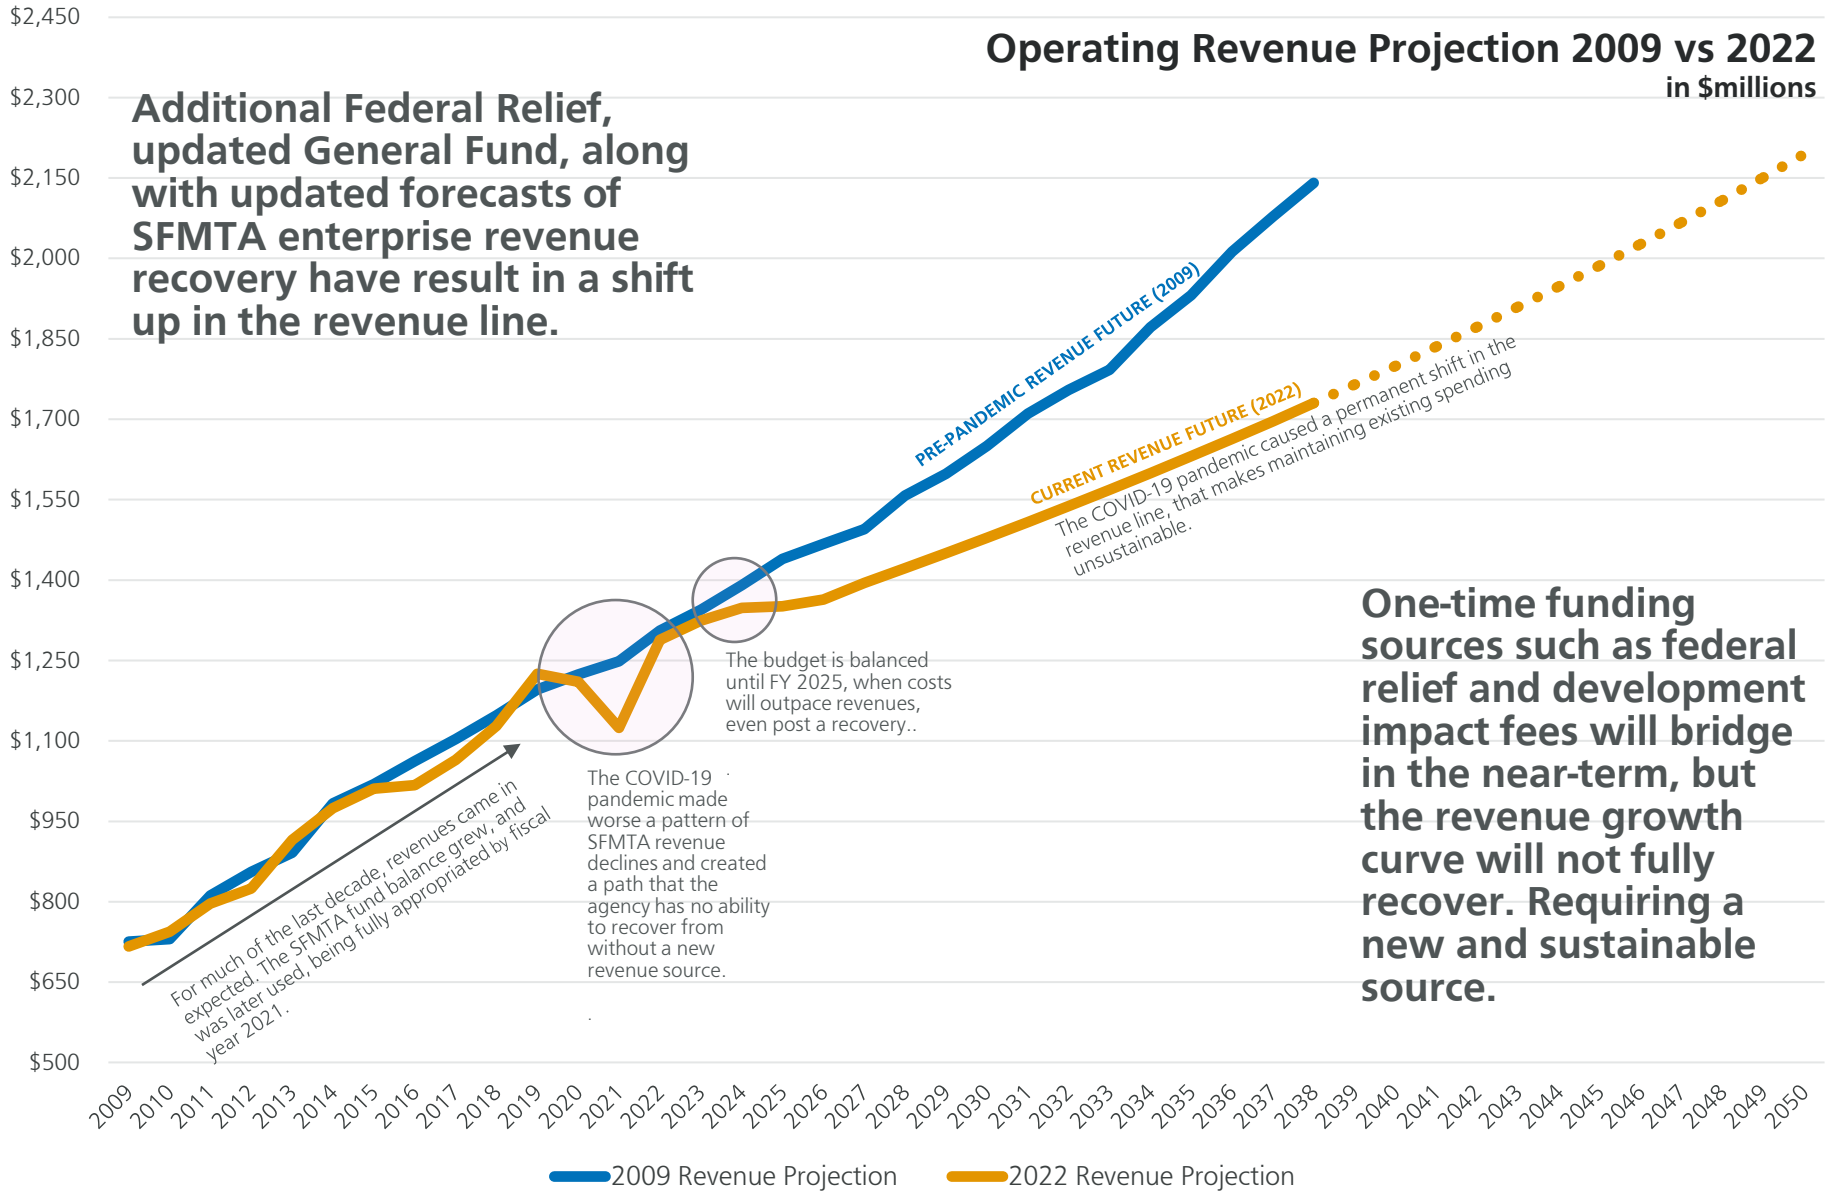 Operating Revenue Projection 2009 vs 2022
in $millions
$2,450
$2,300
$2,150
$2,000
$1,850
$1,700
$1,550
$1,400
$1,250
$1,100
$950
$800
$650
$500
Additional Federal Relief,
updated General Fund, along
with updated forecasts of
SFMTA enterprise revenue
recovery have result in a shift
up in the revenue line.
PRE-PANDEMIC REVENUE FUTURE (2009)
CURRENT REVENUE FUTURE (2022)
The COVID-19 pandemic caused a permanent shift in the
revenue line, that makes maintaining existing spending
unsustainable.
The budget is balanced
until FY 2025, when costs
will outpace revenues,
even post a recovery..
The COVID-19
pandemic made
worse a pattern of
SFMTA revenue
declines and created
a path that the
agency has no ability
to recover from
without a new
revenue source.
.
.
For much of the last decade, revenues came in
expected. The SFMTA fund balance grew, and
was later used, being fully appropriated by fiscal
year 2021.
One-time funding
sources such as federal
relief and development
impact fees will bridge
in the near-term, but
the revenue growth
curve will not fully
recover. Requiring a
new and sustainable
source.
2009 2010 2011 2012 2013 2014 2015 2016 2017 2018 2019 2020 2021 2022 2023 2024 2025 2026 2027 2028 2029 2030 2031 2032 2033 2034 2035 2036 2037 2038 2039 2040 2041 2042 2043 2044 2045 2046 2047 2048 2049 2050
2009 Revenue Projection
2022 Revenue Projection